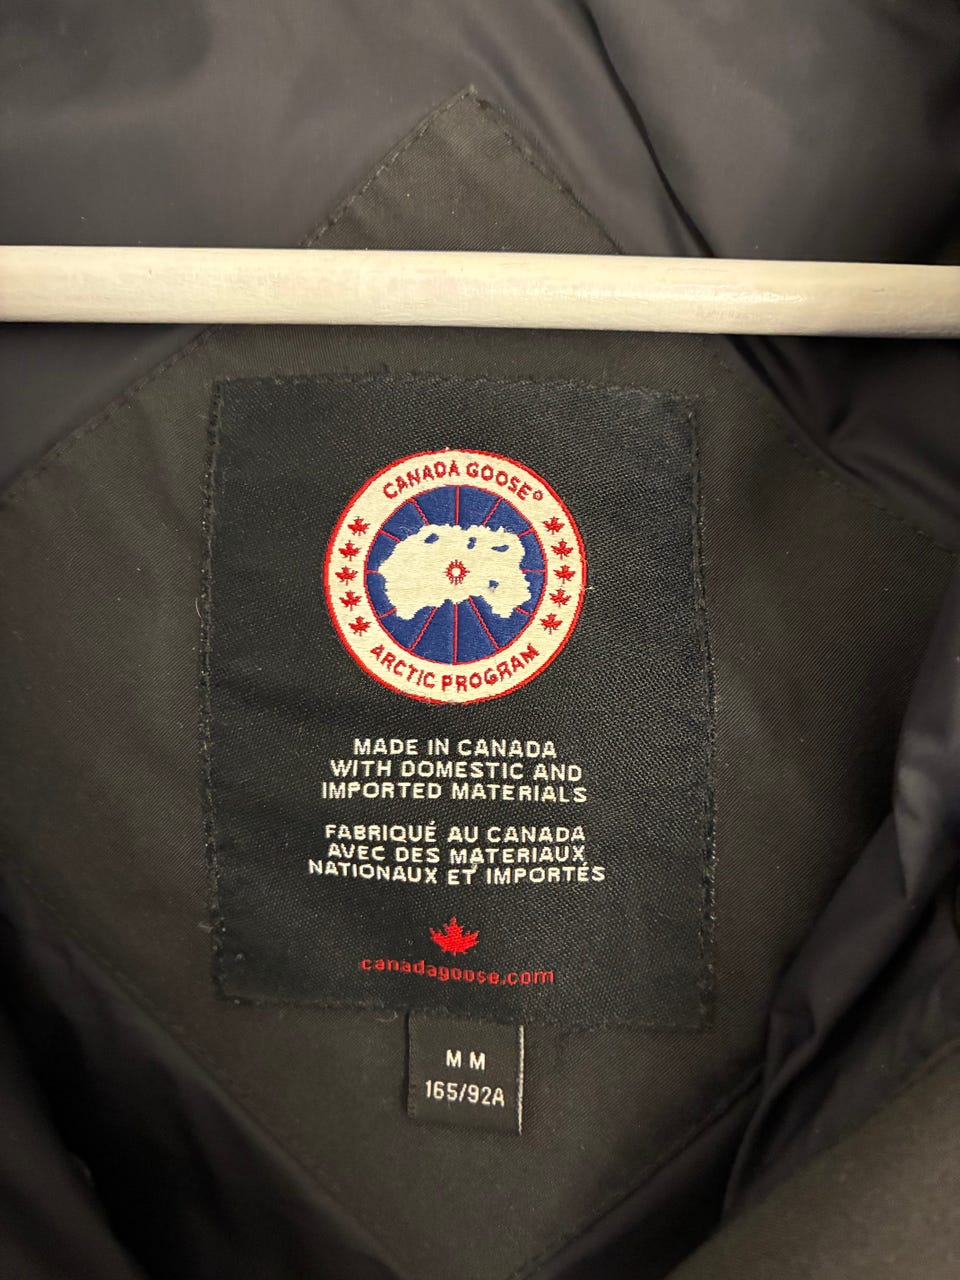 CANADA GOOSE®
ARCTIC PROGRAM
MADE IN CANADA
WITH DOMESTIC AND
IMPORTED MATERIALS
FABRIQUÉ AU CANADA
AVEC DES MATERIAUX
NATIONAUX ET IMPORTÉS
canadagoose.com
M M
165/92A